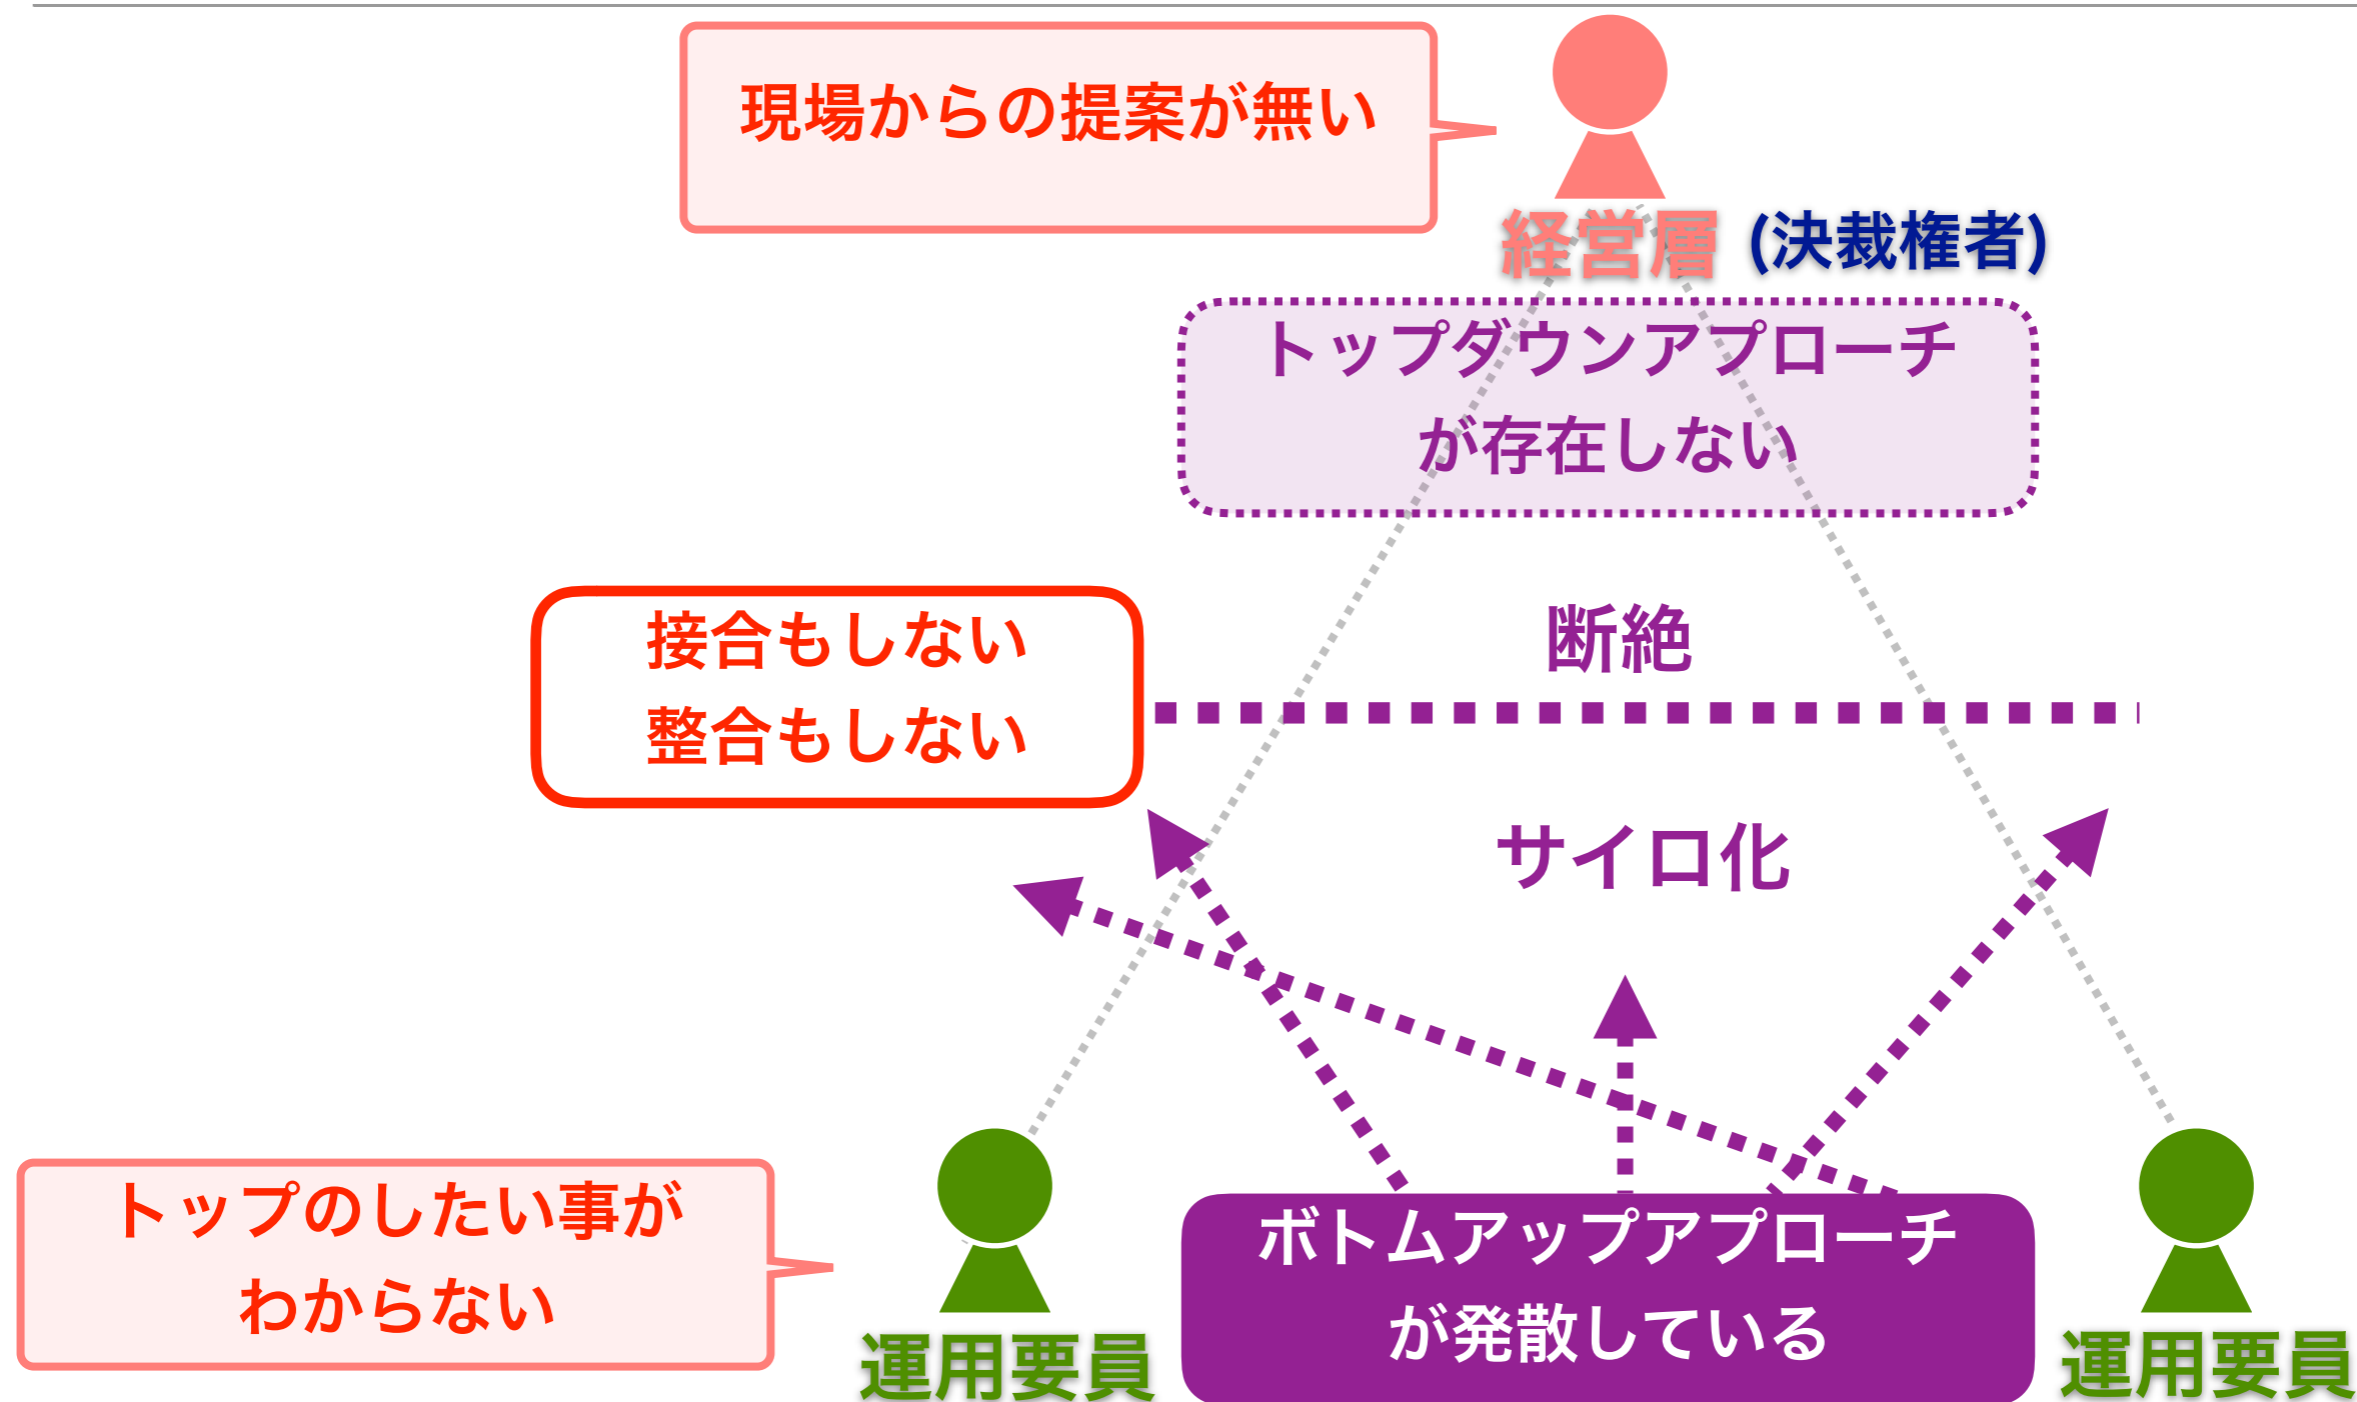 現場からの提案が無い
経営層 (決裁権者)
トップダウンアプローチ
が存在しない
断絶
接合もしない
整合もしない
サイロ化
トップのしたい事が
わからない
運用要員
ボトムアップアプローチ
が発散している
運用要員